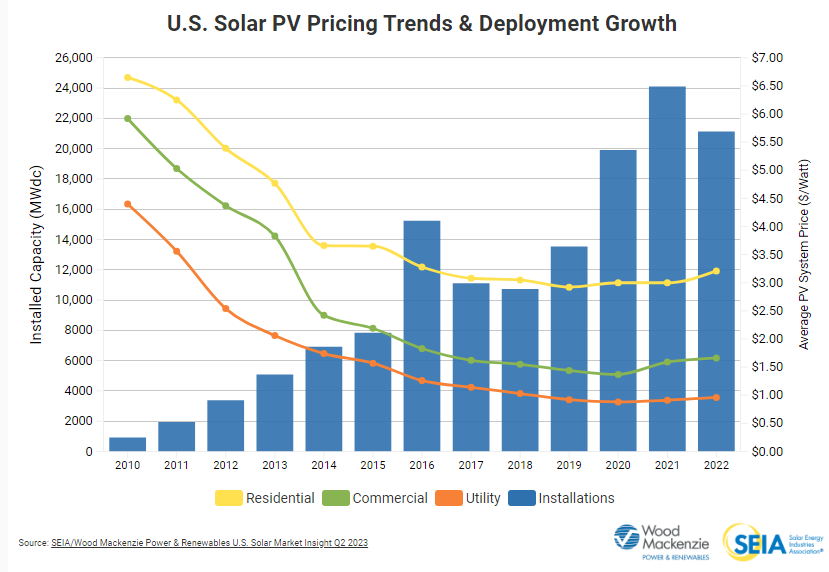 U.S. Solar PV Pricing Trends & Deployment Growth
Installed Capacity (MWdc)
26,000
24,000
22,000
20,000
18,000
16,000
14,000
12,000
10,000
8000
6000
4000
2000
0
$7.00
$6.50
$6.00
$5.50
$5.00
$4.50
$4.00
$3.50
$3.00
$2.50
$2.00
$1.50
$1.00
$0.50
$0.00
Average PV System Price ($/Watt)
2010 2011 2012 2013 2014 2015 2016 2017 2018 2019 2020 2021 2022
Residential Commercial Utility Installations
Source: SEIA/Wood Mackenzie Power & Renewables U.S. Solar Market Insight Q2 2023
Wood
Mackenzie
POWER & RENEWABLES
SEIA
Solar Energy
Industries
Association®